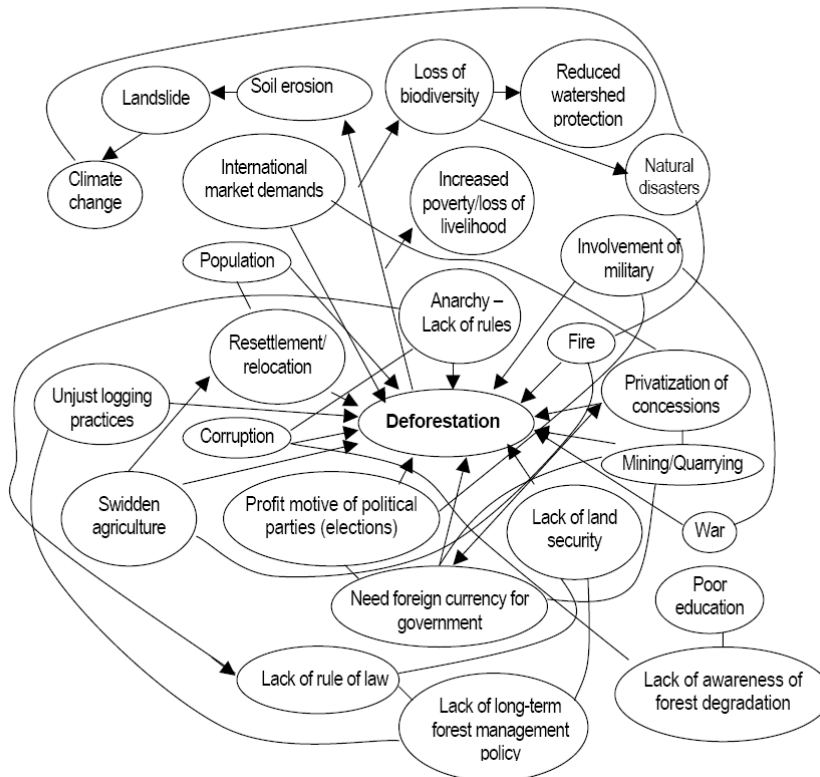 Loss of
biodiversity
Reduced
watershed
protection
Soil erosion
Landslide
Climate
change
International
market demands
Increased
poverty/loss of
livelihood
Natural
disasters
Involvement of
military
Population
Anarchy –
Lack of rules
Resettlement/
relocation
Fire
Unjust logging
practices
Privatization of
concessions
Deforestation
Corruption
Mining/Quarrying
Swidden
agriculture
Profit motive of political
parties (elections)
Lack of land
security
War
Need foreign currency for
government
Poor
education
Lack of rule of law
Lack of awareness of
forest degradation
Lack of long-term
forest management
policy